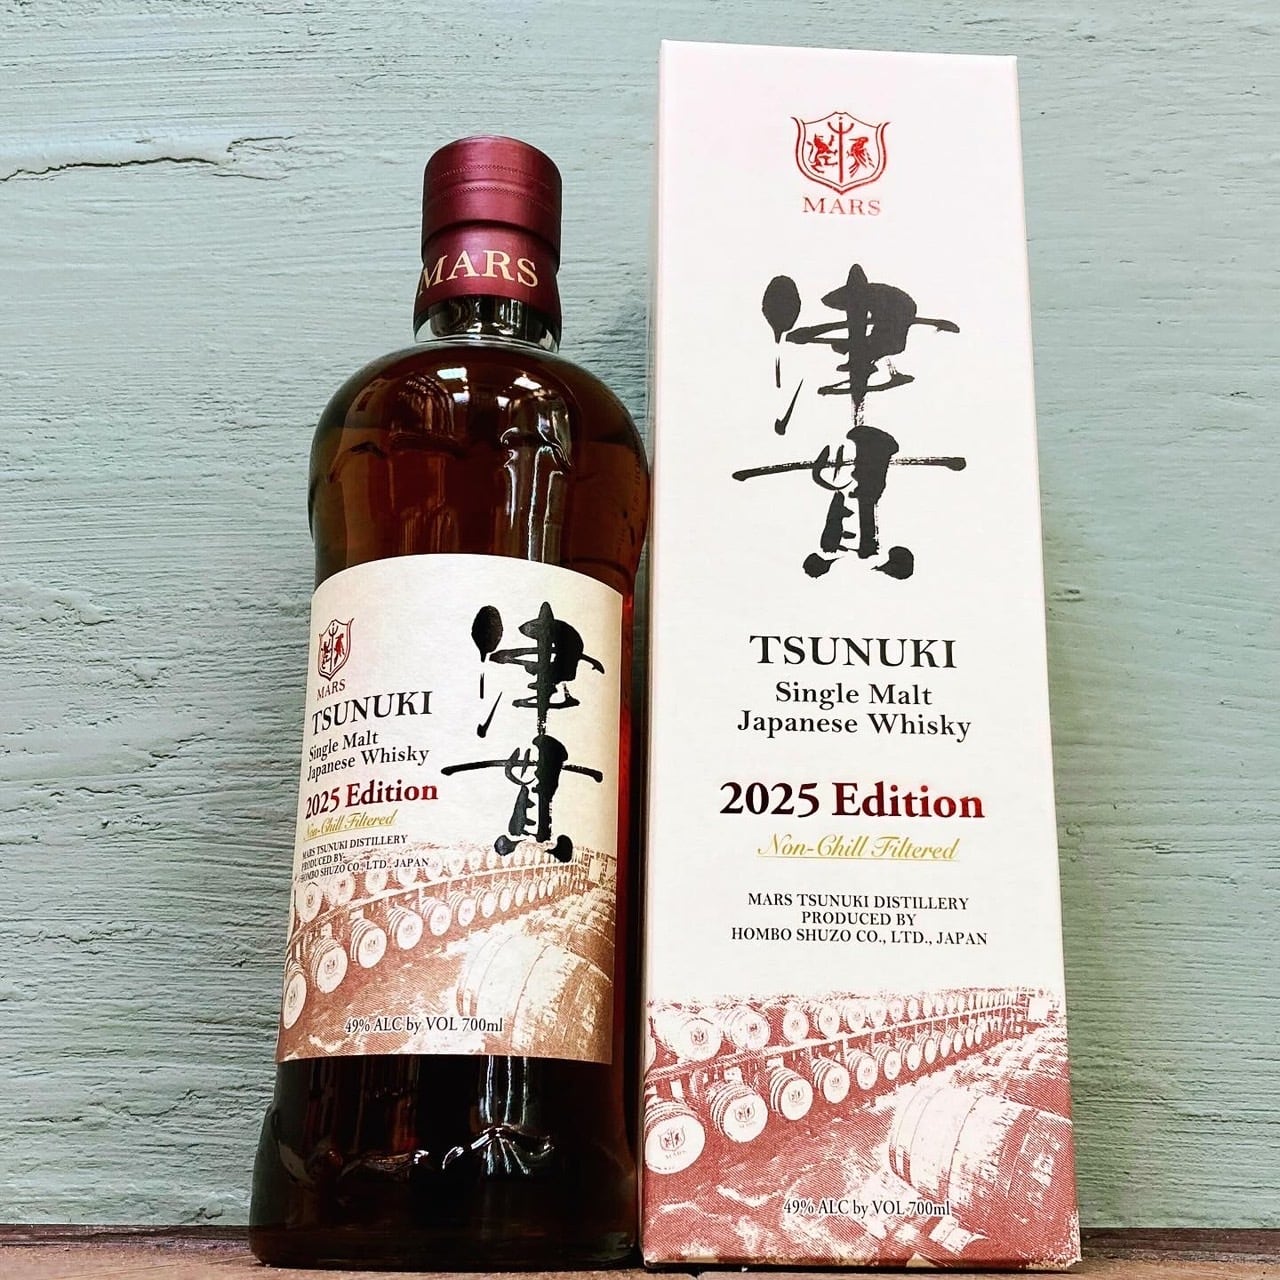 MARS
MARS
津貫
TSUNUKI
Single Malt
Japanese Whisky
2025 Edition
Non-Chill Filtered
MARS TSUNUKI DISTILLERY
PRODUCED BY
HOMBO SHUZO CO., LTD., JAPAN
49% ALC by VOL 700ml
MARS
津貫
TSUNUKI
Single Malt
Japanese Whisky
2025 Edition
Non-Chill Filtered
MARS TSUNUKI DISTILLERY
PRODUCED BY
HOMBO SHUZO CO., LTD., JAPAN
MARS
49% ALC by VOL 700ml